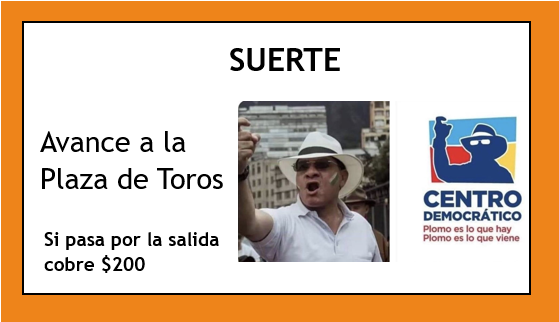 SUERTE
Avance a la
Plaza de Toros
Si pasa por la salida
cobre $200
CENTRO
DEMOCRÁTICO
Plomo es lo que hay
Plomo es lo que viene